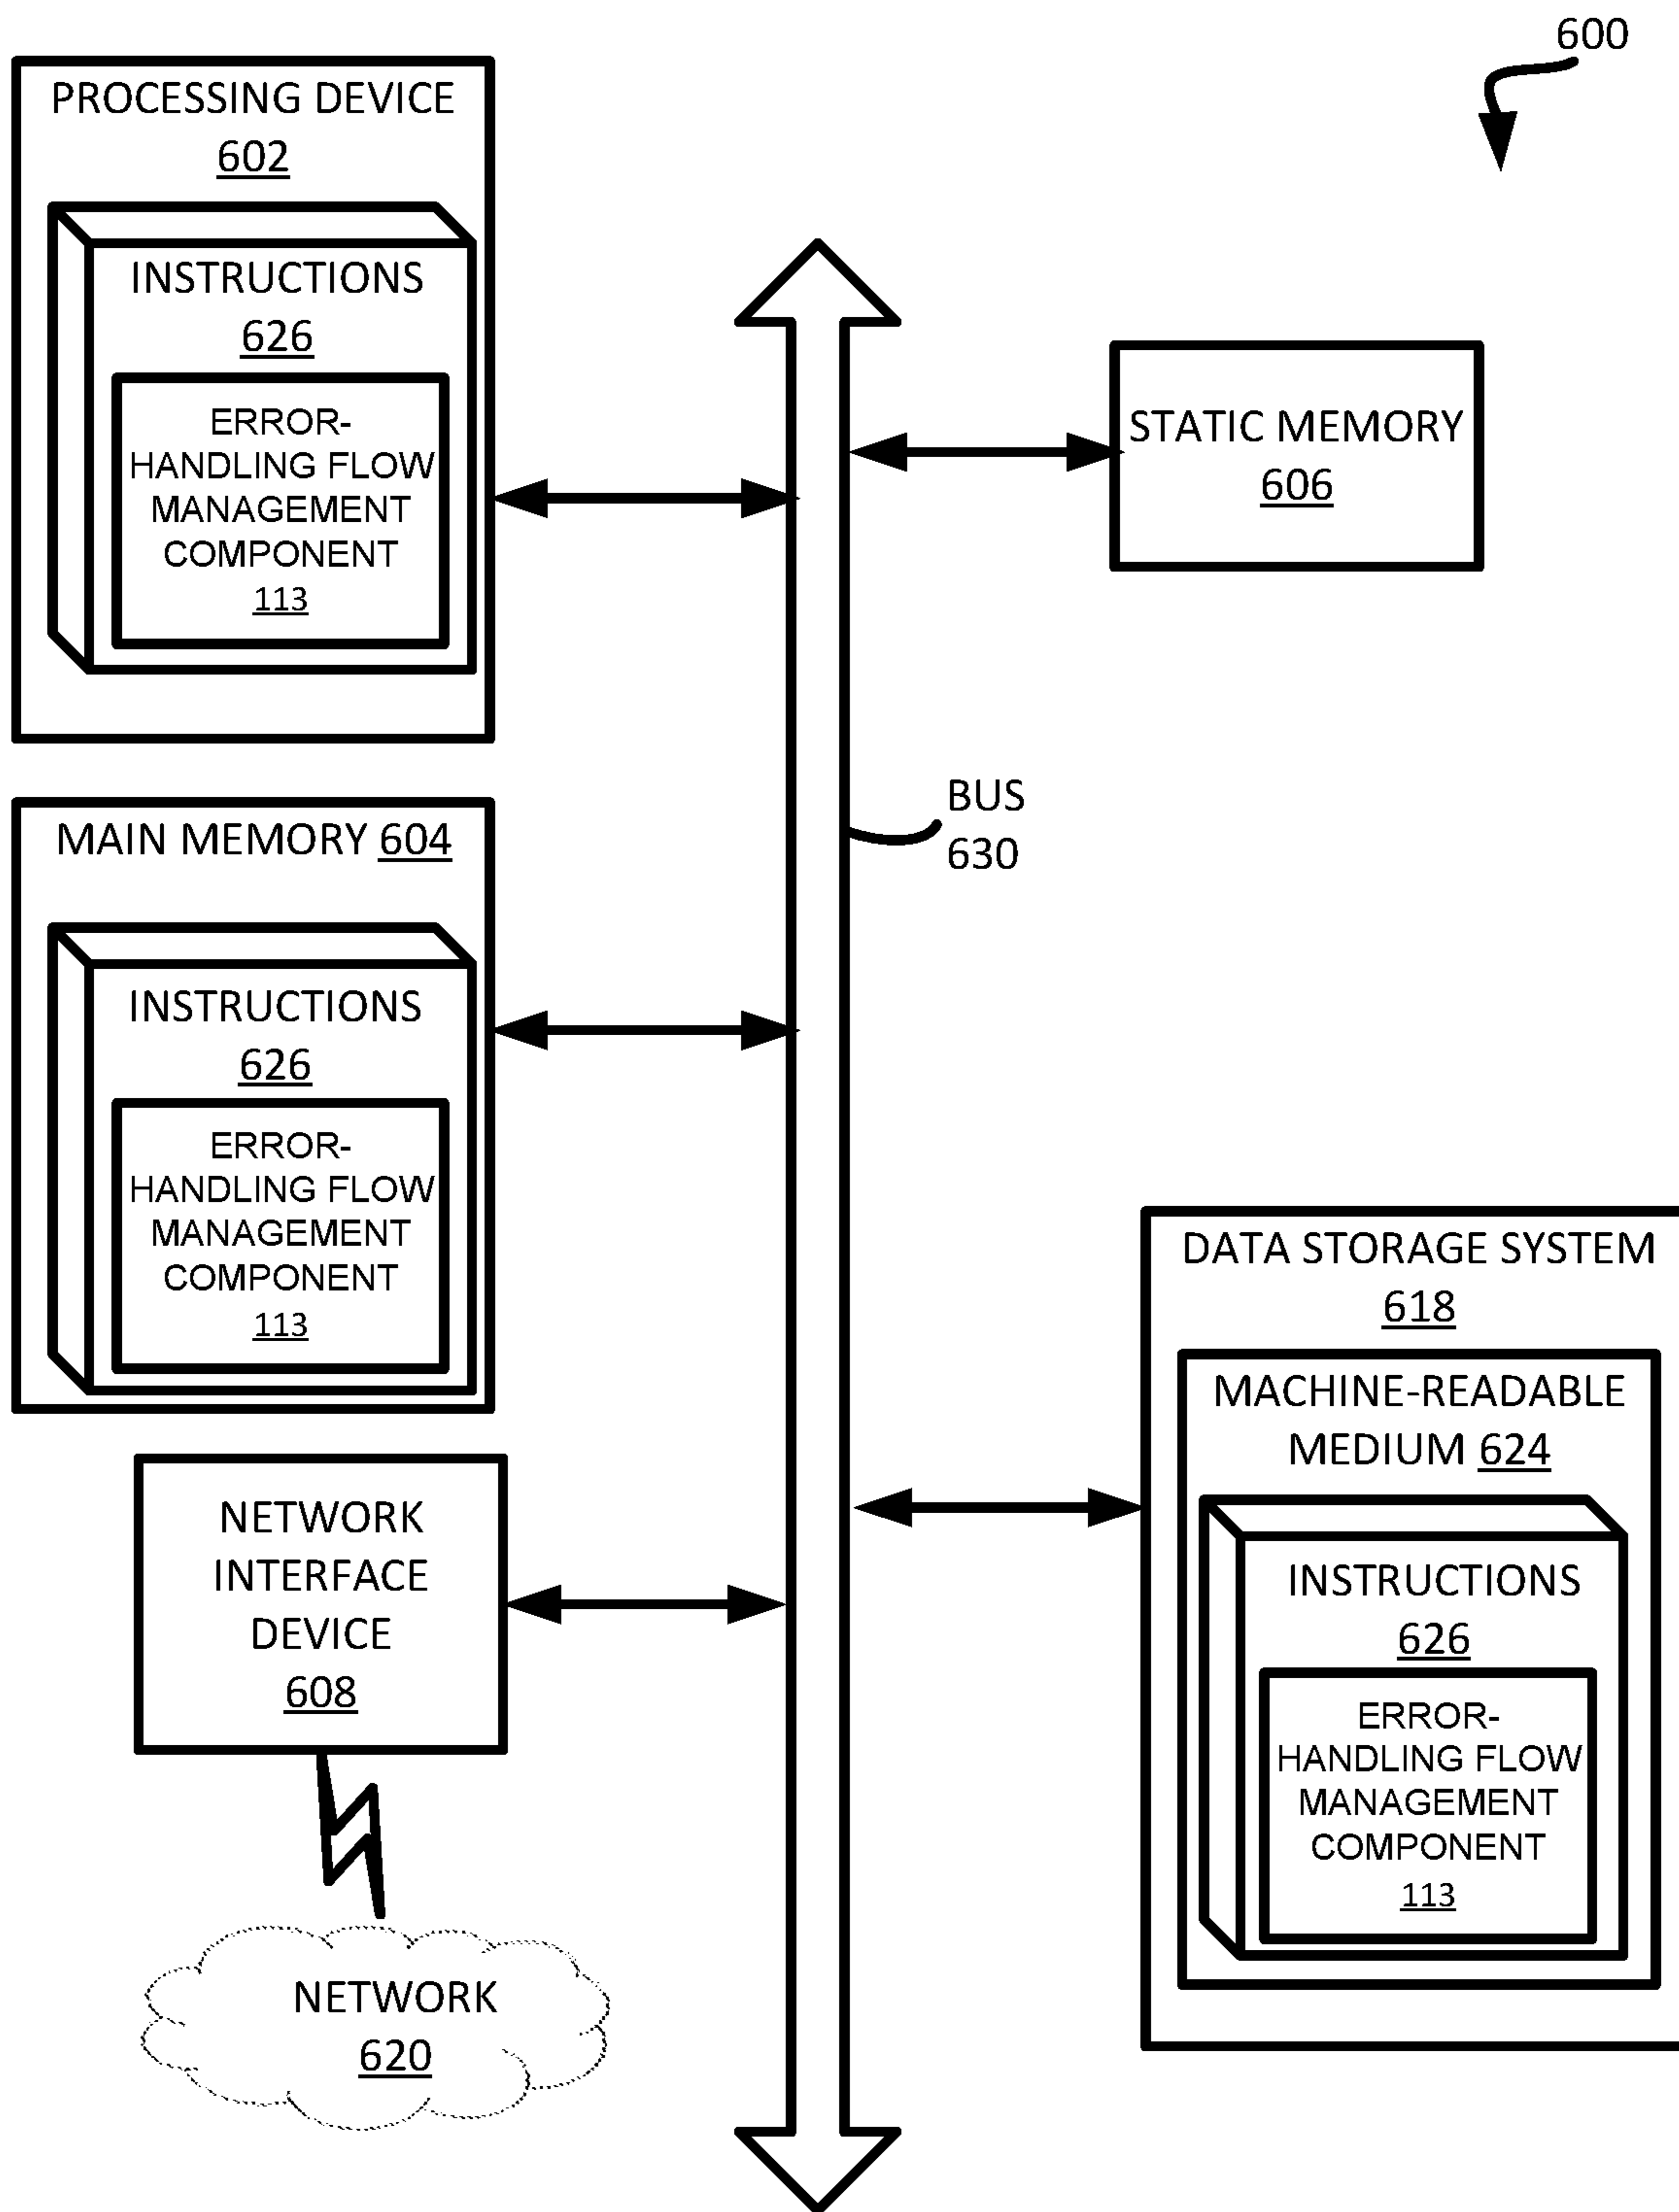 600
PROCESSING DEVICE
602
INSTRUCTIONS
626
ERROR-
HANDLING FLOW
MANAGEMENT
COMPONENT
113
STATIC MEMORY
606
BUS
630
MAIN MEMORY 604
INSTRUCTIONS
626
ERROR-
HANDLING FLOW
MANAGEMENT
COMPONENT
113
DATA STORAGE SYSTEM
618
MACHINE-READABLE
MEDIUM 624
INSTRUCTIONS
626
ERROR-
HANDLING FLOW
MANAGEMENT
COMPONENT
113
NETWORK
INTERFACE
DEVICE
608
NETWORK
620